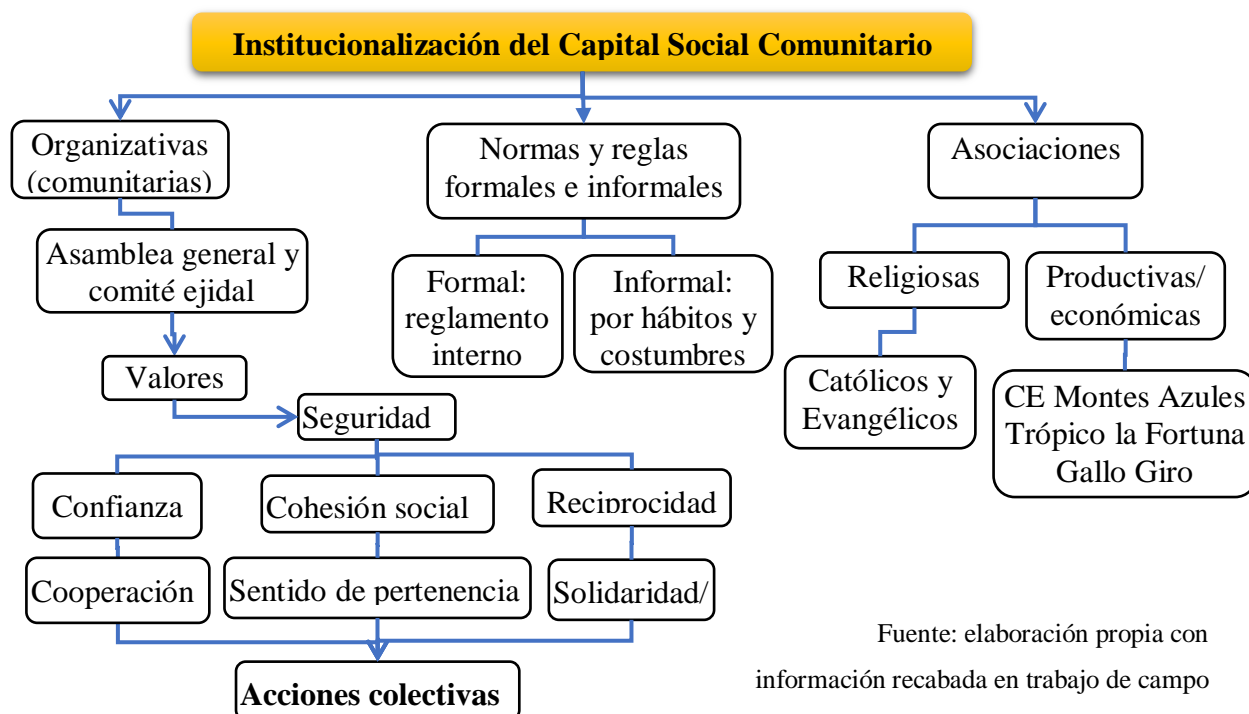 Institucionalización del Capital Social Comunitario
Organizativas
(comunitarias)
Normas y reglas
formales e informales
Asociaciones
Asamblea general y
comité ejidal
Formal:
reglamento
interno
Informal:
por hábitos y
costumbres
Religiosas
Productivas/
económicas
Valores
Católicos y
Evangélicos
CE Montes Azules
Trópico la Fortuna
Gallo Giro
Seguridad
Confianza
Cohesión social
Reciprocidad
Cooperación
Sentido de pertenencia
Solidaridad/
Acciones colectivas
Fuente: elaboración propia con
información recabada en trabajo de campo